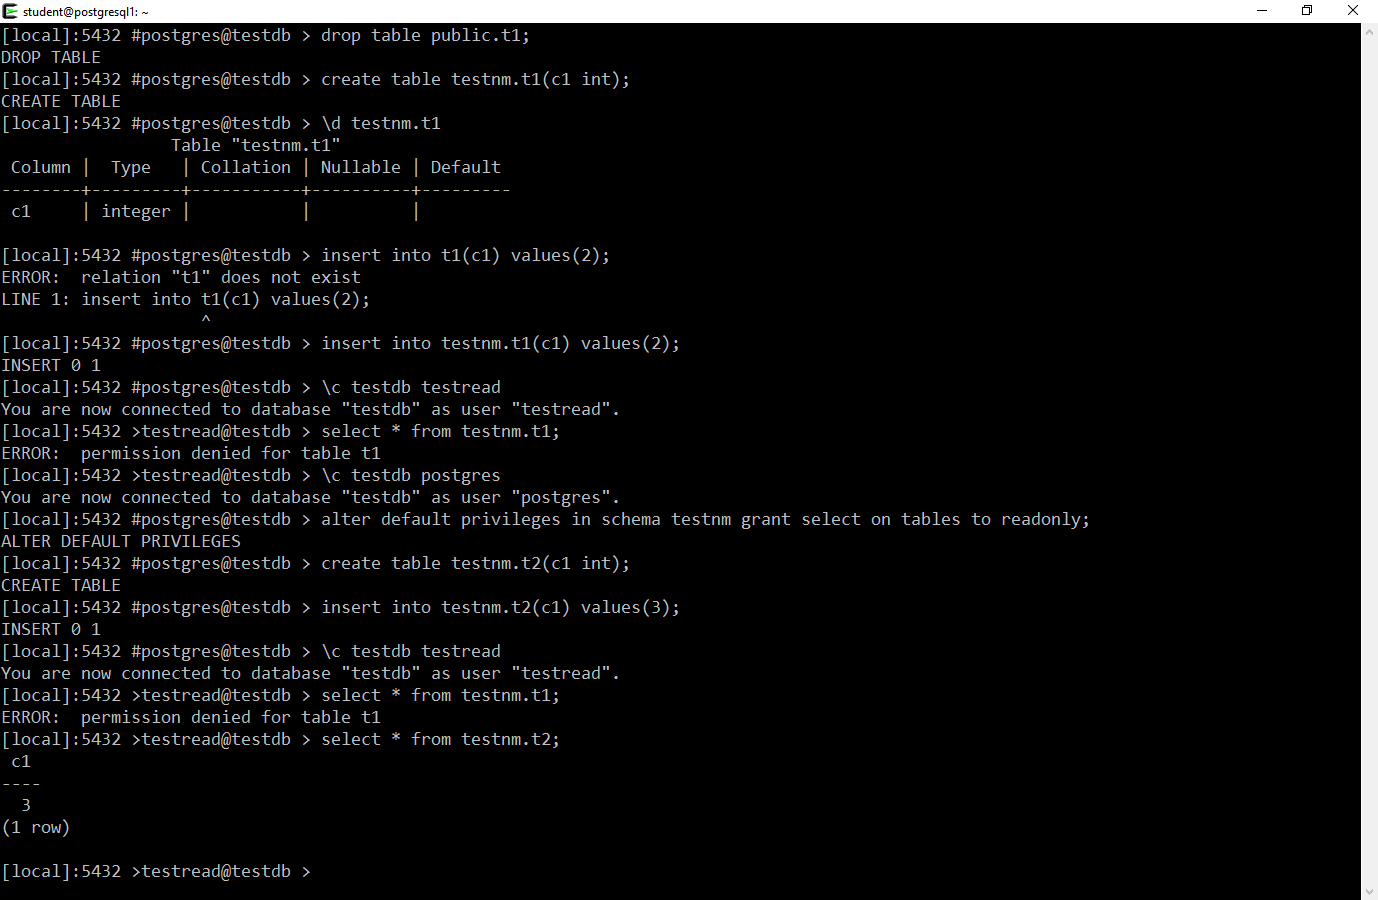 student@postgresql1: ~
[local]:5432 #postgres@testdb > drop table public.t1;
DROP TABLE
[local]:5432 #postgres@testdb > create table testnm.t1(c1 int);
CREATE TABLE
[local]:5432 #postgres@testdb > \d testnm.t1
                 Table "testnm.t1"
 Column |  Type   | Collation | Nullable | Default
--------+---------+-----------+----------+---------
 c1     | integer |           |          |
[local]:5432 #postgres@testdb > insert into t1(c1) values(2);
ERROR:  relation "t1" does not exist
LINE 1: insert into t1(c1) values(2);
                    ^
[local]:5432 #postgres@testdb > insert into testnm.t1(c1) values(2);
INSERT 0 1
[local]:5432 #postgres@testdb > \c testdb testread
You are now connected to database "testdb" as user "testread".
[local]:5432 >testread@testdb > select * from testnm.t1;
ERROR:  permission denied for table t1
[local]:5432 >testread@testdb > \c testdb postgres
You are now connected to database "testdb" as user "postgres".
[local]:5432 #postgres@testdb > alter default privileges in schema testnm grant select on tables to readonly;
ALTER DEFAULT PRIVILEGES
[local]:5432 #postgres@testdb > create table testnm.t2(c1 int);
CREATE TABLE
[local]:5432 #postgres@testdb > insert into testnm.t2(c1) values(3);
INSERT 0 1
[local]:5432 #postgres@testdb > \c testdb testread
You are now connected to database "testdb" as user "testread".
[local]:5432 >testread@testdb > select * from testnm.t1;
ERROR:  permission denied for table t1
[local]:5432 >testread@testdb > select * from testnm.t2;
 c1
----
  3
(1 row)
[local]:5432 >testread@testdb >